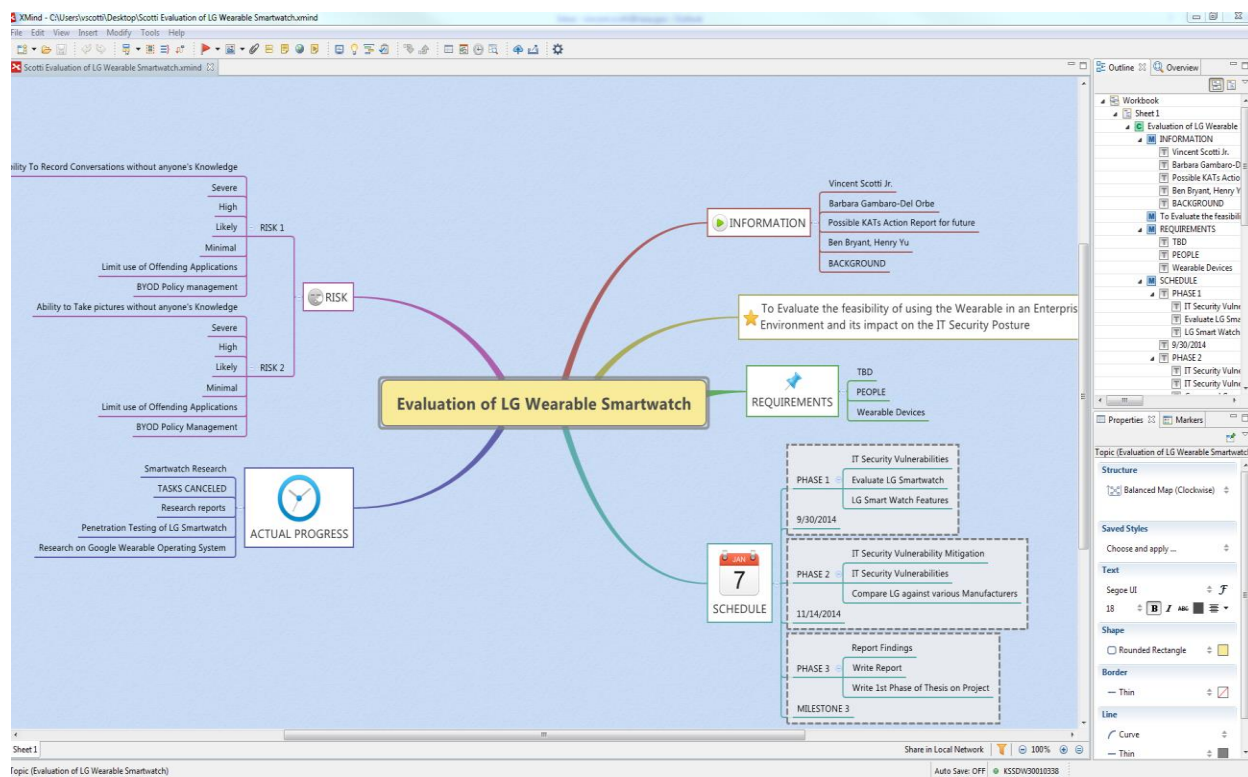 XMind - C:\Users\vscotti\Desktop\Scotti Evaluation of LG Wearable Smartwatch.xmind
File Edit View Insert Modify Tools Help
Scotti Evaluation of LG Wearable Smartwatch.xmind
bility To Record Conversations without anyone's Knowledge
Severe
High
Likely
Minimal
Limit use of Offending Applications
BYOD Policy management
RISK 1
Ability to Take pictures without anyone's Knowledge
Severe
High
Likely
Minimal
Limit use of Offending Applications
BYOD Policy Management
RISK 2
RISK
Smartwatch Research
TASKS CANCELED
Research reports
Penetration Testing of LG Smartwatch
Research on Google Wearable Operating System
ACTUAL PROGRESS
Evaluation of LG Wearable Smartwatch
INFORMATION
Vincent Scotti Jr.
Barbara Gambaro-Del Orbe
Possible KATs Action Report for future
Ben Bryant, Henry Yu
BACKGROUND
To Evaluate the feasibility of using the Wearable in an Enterpris
Environment and its impact on the IT Security Posture
REQUIREMENTS
TBD
PEOPLE
Wearable Devices
JAN
7
SCHEDULE
PHASE 1
IT Security Vulnerabilities
Evaluate LG Smartwatch
LG Smart Watch Features
9/30/2014
PHASE 2
IT Security Vulnerability Mitigation
IT Security Vulnerabilities
Compare LG against various Manufacturers
11/14/2014
PHASE 3
Report Findings
Write Report
Write 1st Phase of Thesis on Project
MILESTONE 3
Outline Overview
Workbook
Sheet 1
C Evaluation of LG Wearable
M INFORMATION
T Vincent Scotti Jr.
T Barbara Gambaro-D
T Possible KATs Actio
T Ben Bryant, Henry Y
T BACKGROUND
M To Evaluate the feasibili
M REQUIREMENTS
T TBD
T PEOPLE
T Wearable Devices
M SCHEDULE
T PHASE 1
T IT Security Vulne
T Evaluate LG Sma
T LG Smart Watch
T 9/30/2014
T PHASE 2
T IT Security Vulne
T IT Security Vulne
Properties Markers
Topic (Evaluation of LG Wearable Smartwatch
Structure
Balanced Map (Clockwise)
Saved Styles
Choose and apply ...
Text
Segoe UI
18 B I ABC
Shape
Rounded Rectangle
Border
Thin
Line
Curve
Thin
Sheet 1
Share in Local Network 100%
Topic (Evaluation of LG Wearable Smartwatch)
Auto Save: OFF KSSDW30010338